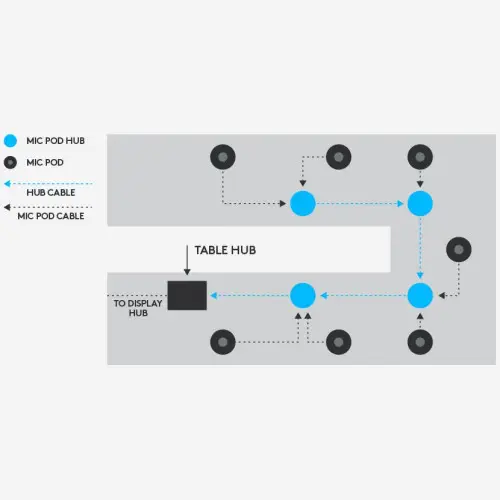 MIC POD HUB
MIC POD
HUB CABLE
MIC POD CABLE
TABLE HUB
TO DISPLAY
HUB